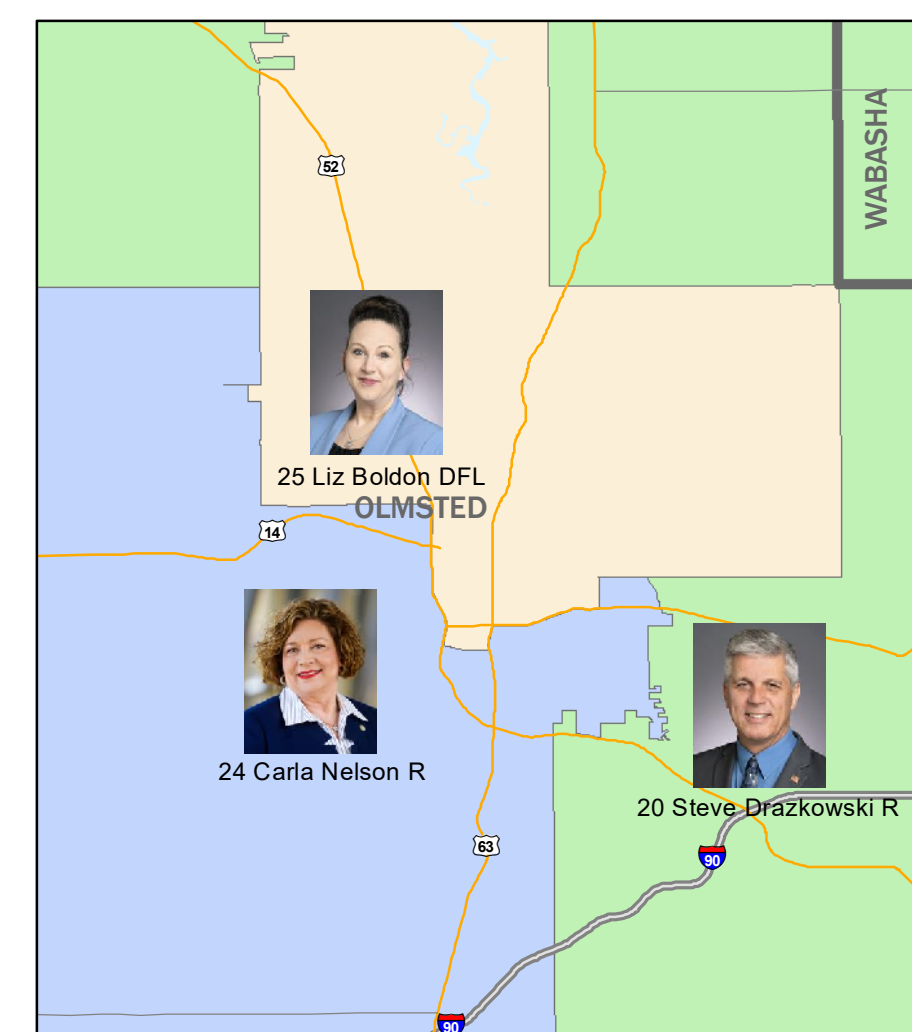 52
WABASHA
25 Liz Boldon DFL
OLMSTED
14
24 Carla Nelson R
20 Steve Drazkowski R
63
90
90